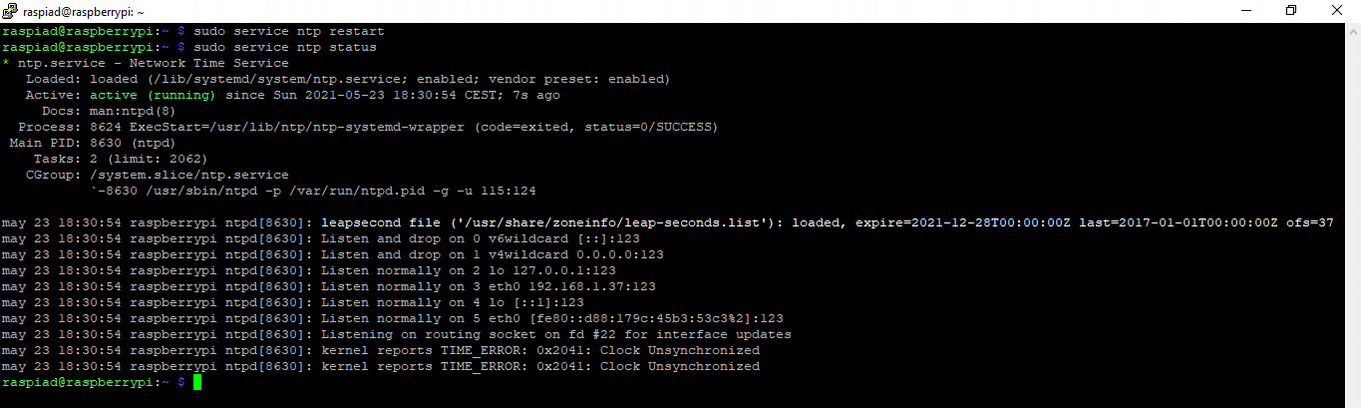 raspiad@raspberrypi: ~
raspiad@raspberrypi:~ $ sudo service ntp restart
raspiad@raspberrypi:~ $ sudo service ntp status
* ntp.service - Network Time Service
   Loaded: loaded (/lib/systemd/system/ntp.service; enabled; vendor preset: enabled)
   Active: active (running) since Sun 2021-05-23 18:30:54 CEST; 7s ago
     Docs: man:ntpd(8)
  Process: 8624 ExecStart=/usr/lib/ntp/ntp-systemd-wrapper (code=exited, status=0/SUCCESS)
 Main PID: 8630 (ntpd)
    Tasks: 2 (limit: 2062)
   CGroup: /system.slice/ntp.service
           `-8630 /usr/sbin/ntpd -p /var/run/ntpd.pid -g -u 115:124
may 23 18:30:54 raspberrypi ntpd[8630]: leapsecond file ('/usr/share/zoneinfo/leap-seconds.list'): loaded, expire=2021-12-28T00:00:00Z last=2017-01-01T00:00:00Z ofs=37
may 23 18:30:54 raspberrypi ntpd[8630]: Listen and drop on 0 v6wildcard [::]:123
may 23 18:30:54 raspberrypi ntpd[8630]: Listen and drop on 1 v4wildcard 0.0.0.0:123
may 23 18:30:54 raspberrypi ntpd[8630]: Listen normally on 2 lo 127.0.0.1:123
may 23 18:30:54 raspberrypi ntpd[8630]: Listen normally on 3 eth0 192.168.1.37:123
may 23 18:30:54 raspberrypi ntpd[8630]: Listen normally on 4 lo [::1]:123
may 23 18:30:54 raspberrypi ntpd[8630]: Listen normally on 5 eth0 [fe80::d88:179c:45b3:53c3%2]:123
may 23 18:30:54 raspberrypi ntpd[8630]: Listening on routing socket on fd #22 for interface updates
may 23 18:30:54 raspberrypi ntpd[8630]: kernel reports TIME_ERROR: 0x2041: Clock Unsynchronized
may 23 18:30:54 raspberrypi ntpd[8630]: kernel reports TIME_ERROR: 0x2041: Clock Unsynchronized
raspiad@raspberrypi:~ $